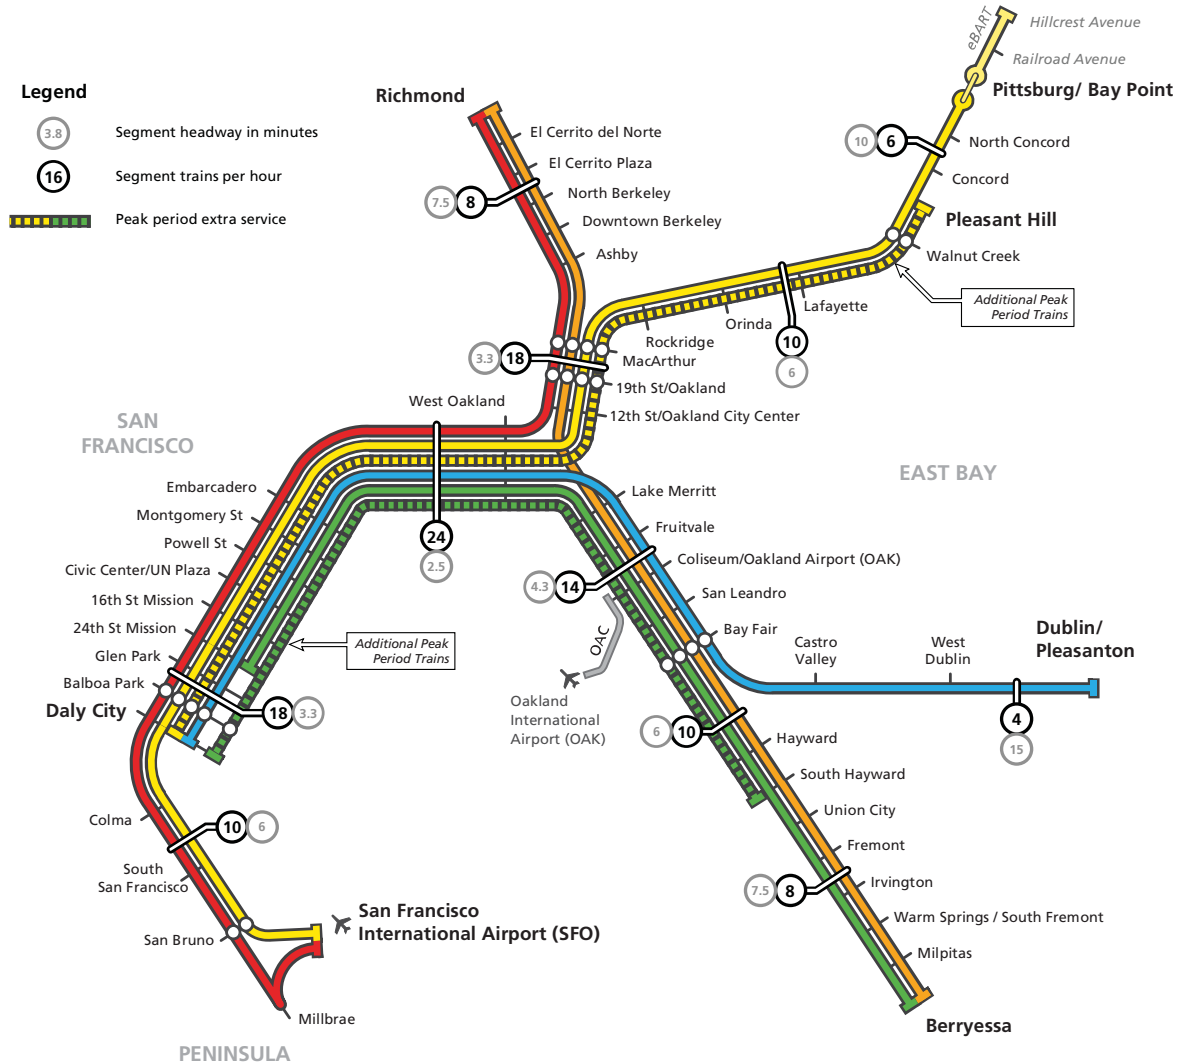 Legend
3.8
Segment headway in minutes
16
Segment trains per hour
Peak period extra service
Richmond
El Cerrito del Norte
El Cerrito Plaza
North Berkeley
Downtown Berkeley
Ashby
7.5
8
eBART
Hillcrest Avenue
Railroad Avenue
Pittsburg/ Bay Point
10
6
North Concord
Concord
Pleasant Hill
Walnut Creek
Additional Peak
Period Trains
Lafayette
Orinda
Rockridge
10
6
MacArthur
3.3
18
19th St/Oakland
12th St/Oakland City Center
West Oakland
SAN
FRANCISCO
EAST BAY
24
2.5
Embarcadero
Montgomery St
Powell St
Civic Center/UN Plaza
16th St Mission
24th St Mission
Glen Park
Balboa Park
Daly City
Additional Peak
Period Trains
18
3.3
Lake Merritt
Fruitvale
Coliseum/Oakland Airport (OAK)
4.3
14
San Leandro
Bay Fair
OAC
Oakland
International
Airport (OAK)
Castro
Valley
West
Dublin
Dublin/
Pleasanton
4
15
6
10
Hayward
South Hayward
Union City
Fremont
Irvington
7.5
8
Warm Springs / South Fremont
Milpitas
Berryessa
Colma
10
6
South
San Francisco
San Bruno
San Francisco
International Airport (SFO)
Millbrae
PENINSULA